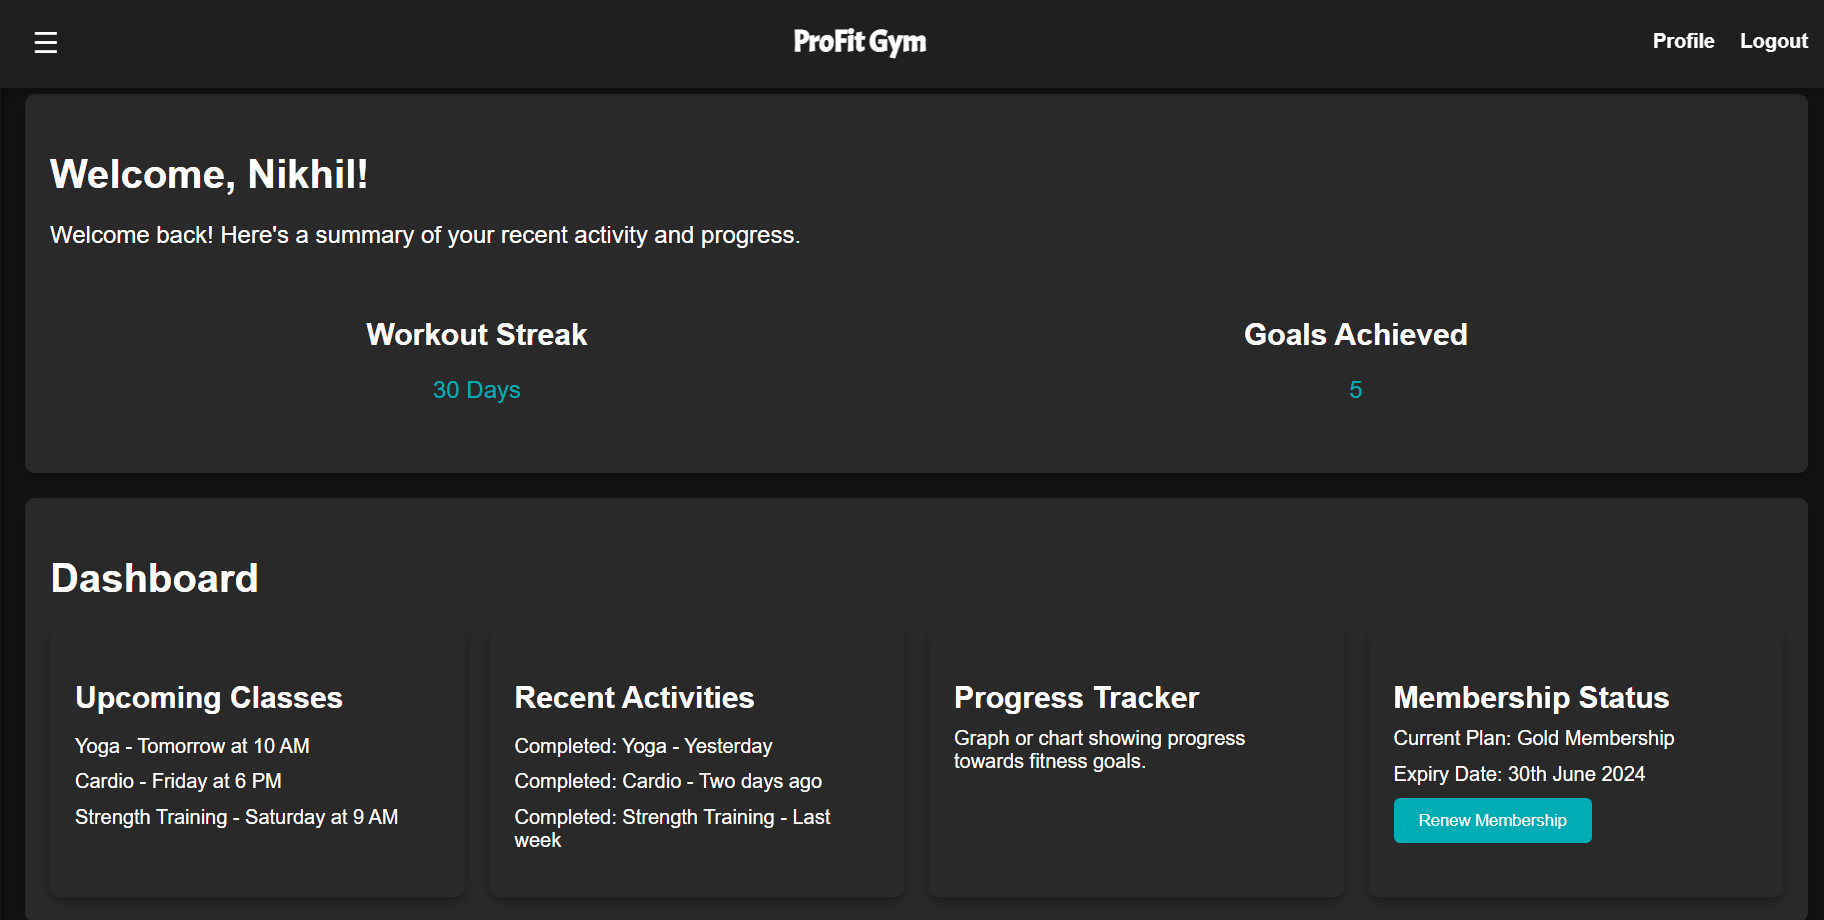 ☰ ProFit Gym Profile Logout
Welcome, Nikhil!
Welcome back! Here's a summary of your recent activity and progress.
Workout Streak
30 Days
Goals Achieved
5
Dashboard
Upcoming Classes
Yoga - Tomorrow at 10 AM
Cardio - Friday at 6 PM
Strength Training - Saturday at 9 AM
Recent Activities
Completed: Yoga - Yesterday
Completed: Cardio - Two days ago
Completed: Strength Training - Last
week
Progress Tracker
Graph or chart showing progress
towards fitness goals.
Membership Status
Current Plan: Gold Membership
Expiry Date: 30th June 2024
Renew Membership